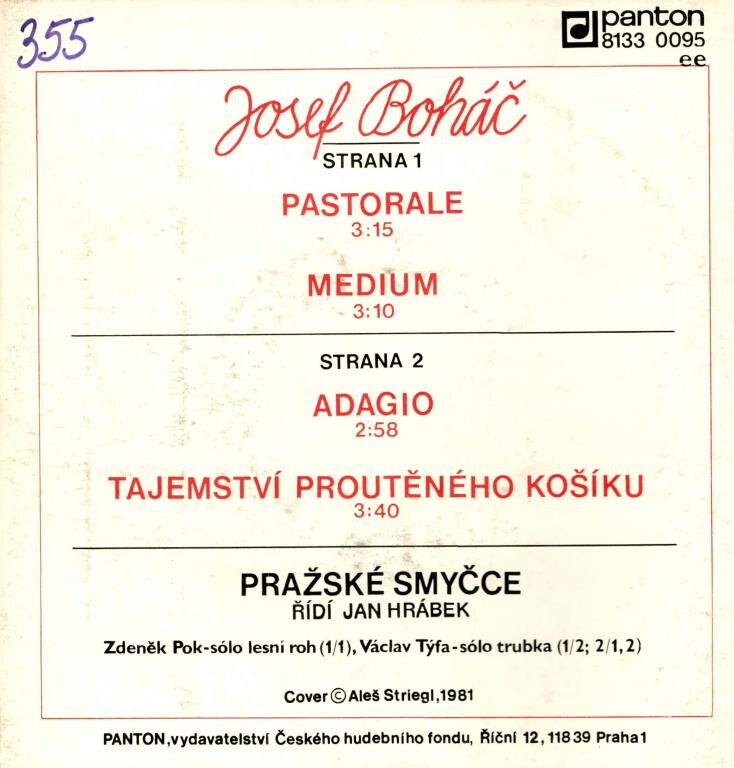 355
panton
8133 0095
ee
Josef Boháč
STRANA 1
PASTORALE
3:15
MEDIUM
3:10
STRANA 2
ADAGIO
2:58
TAJEMSTVÍ PROUTĚNÉHO KOŠÍKU
3:40
PRAŽSKÉ SMYČCE
ŘÍDÍ JAN HRÁBEK
Zdeněk Pok-sólo lesní roh (1/1), Václav Týfa-sólo trubka (1/2; 2/1,2)
Cover © Aleš Striegl,1981
PANTON,vydavatelství Českého hudebního fondu, Říční 12, 118 39 Praha1